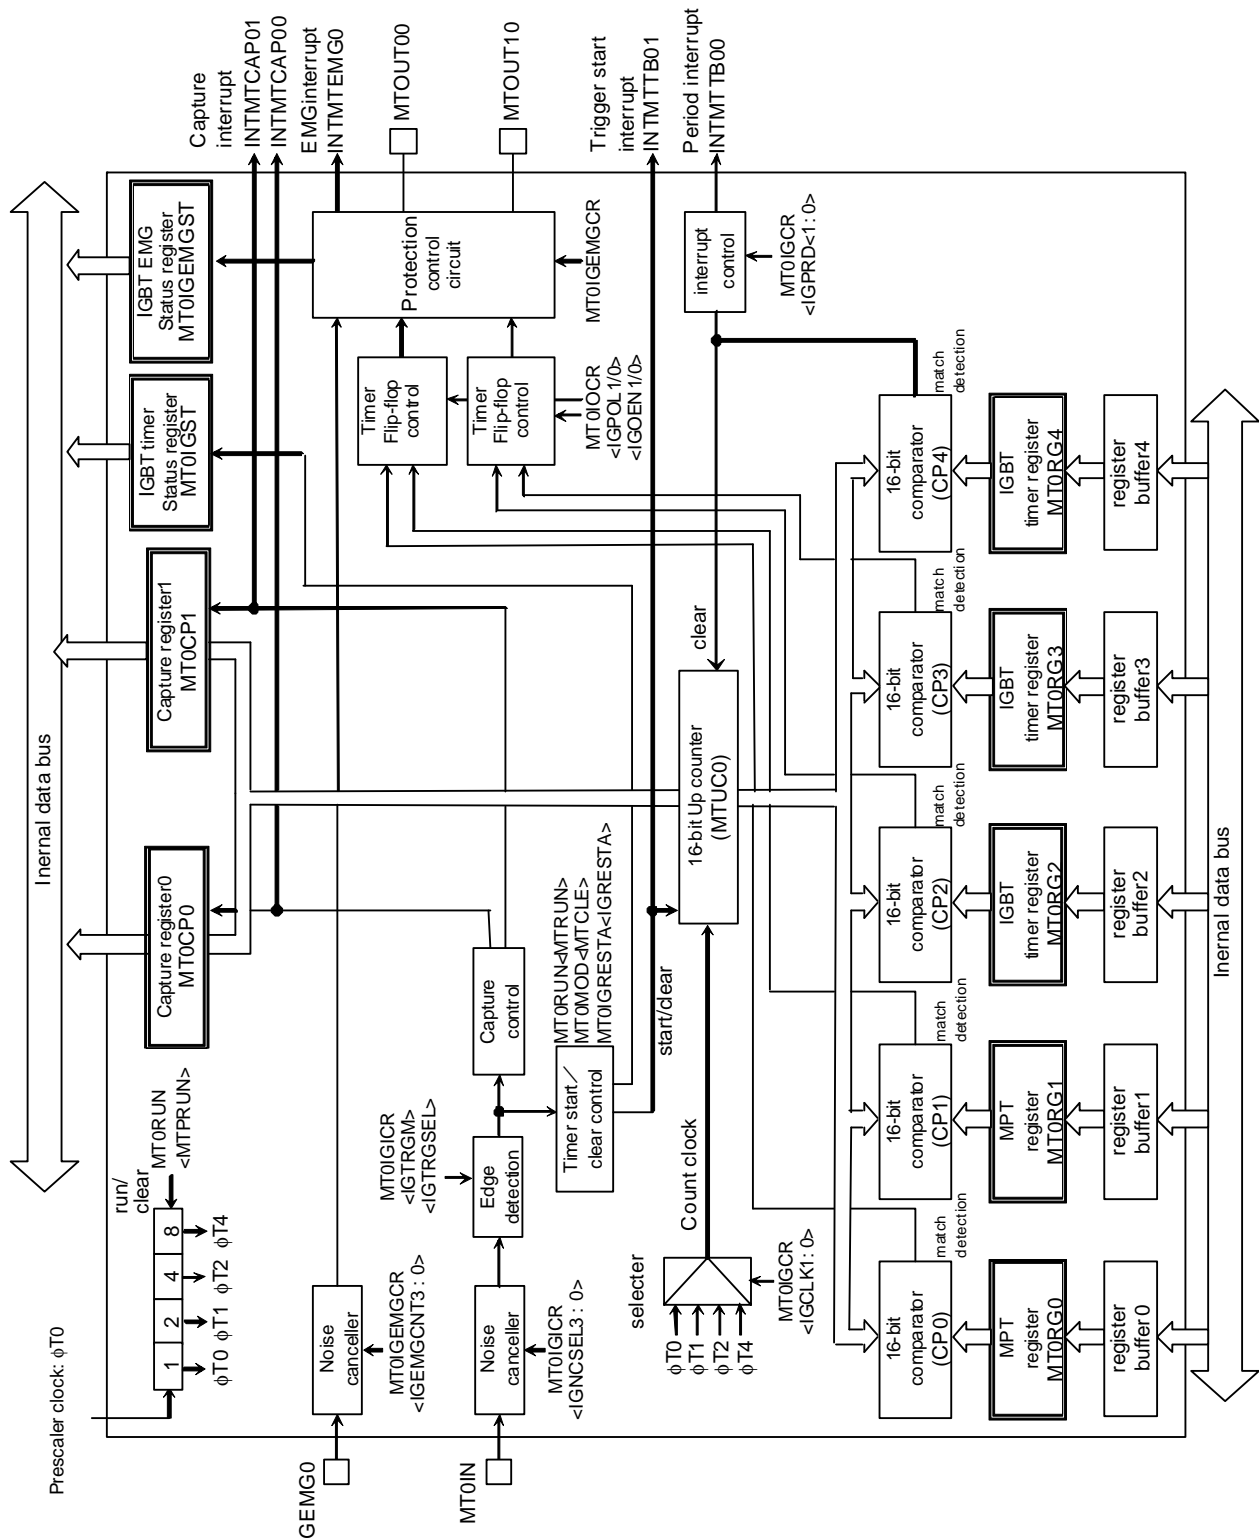 Inernal data bus
Prescaler clock: ϕT0
1
2
4
8
ϕT0
ϕT1
ϕT2
ϕT4
run/
clear
MT0RUN
<MTPRUN>
Capture register0
MT0CP0
Capture register1
MT0CP1
IGBT timer
Status register
MT0IGST
IGBT EMG
Status register
MT0IGEMGST
Capture
interrupt
INTMTCAP01
INTMTCAP00
EMGinterrupt
INTMTEMG0
MTOUT00
MTOUT10
Trigger start
interrupt
INTMTTB01
Period interrupt
INTMTTB00
GEMG0
Noise
canceller
MT0IGEMGCR
<IGEMGCNT3 : 0>
MT0IN
Noise
canceller
MT0IGICR
<IGNCSEL3 : 0>
MT0IGICR
<IGTRGM>
<IGTRGSEL>
Edge
detection
Capture
control
Timer start/
clear control
MT0RUN<MTRUN>
MT0MOD<MTCLE>
MT0IGRESTA<IGRESTA>
Timer
Flip-flop
control
Timer
Flip-flop
control
MT0IOCR
<IGPOL1/0>
<IGOEN1/0>
Protection
control
circuit
MT0IGEMGCR
interrupt
control
MT0IGCR
<IGPRD<1: 0>
selecter
ϕT0
ϕT1
ϕT2
ϕT4
MT0IGCR
<IGCLK1: 0>
Count clock
start/clear
16-bit Up counter
(MTUC0)
clear
16-bit
comparator
(CP0)
match
detection
16-bit
comparator
(CP1)
match
detection
16-bit
comparator
(CP2)
match
detection
16-bit
comparator
(CP3)
match
detection
16-bit
comparator
(CP4)
match
detection
MPT
register
MT0RG0
MPT
register
MT0RG1
IGBT
timer register
MT0RG2
IGBT
timer register
MT0RG3
IGBT
timer register
MT0RG4
register
buffer0
register
buffer1
register
buffer2
register
buffer3
register
buffer4
Inernal data bus